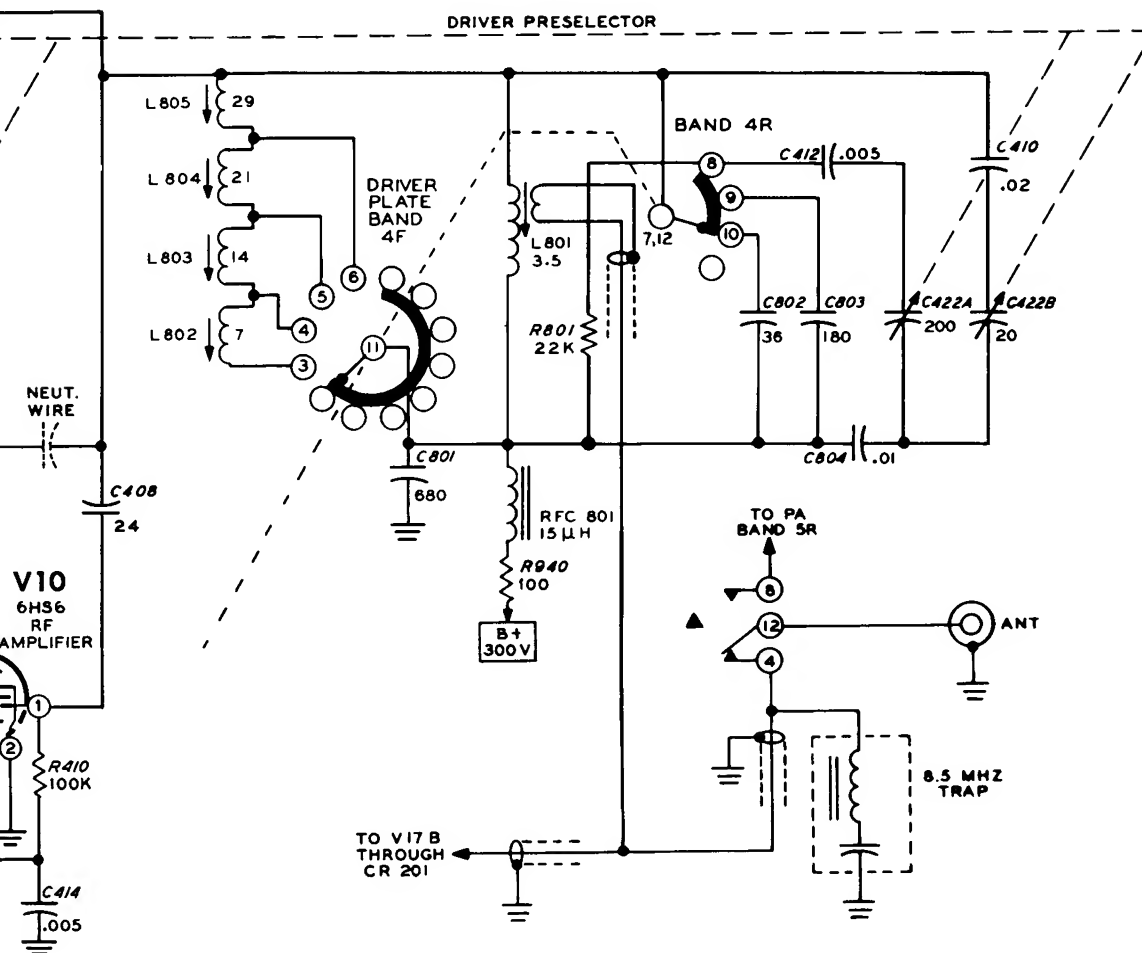 DRIVER PRESELECTOR
L805
29
L804
21
L803
14
L802
7
DRIVER
PLATE
BAND
4F
6
5
4
3
11
BAND 4R
8
9
10
7,12
C412
.005
C410
.02
L801
3.5
R801
22K
C802
36
C803
180
C422A
200
C422B
20
NEUT.
WIRE
C408
24
C801
680
C804
.01
RFC 801
15µH
R940
100
B+
300V
TO PA
BAND 5R
8
12
4
ANT
V10
6HS6
RF
AMPLIFIER
1
2
R410
100K
C414
.005
8.5 MHZ
TRAP
TO V17B
THROUGH
CR 201